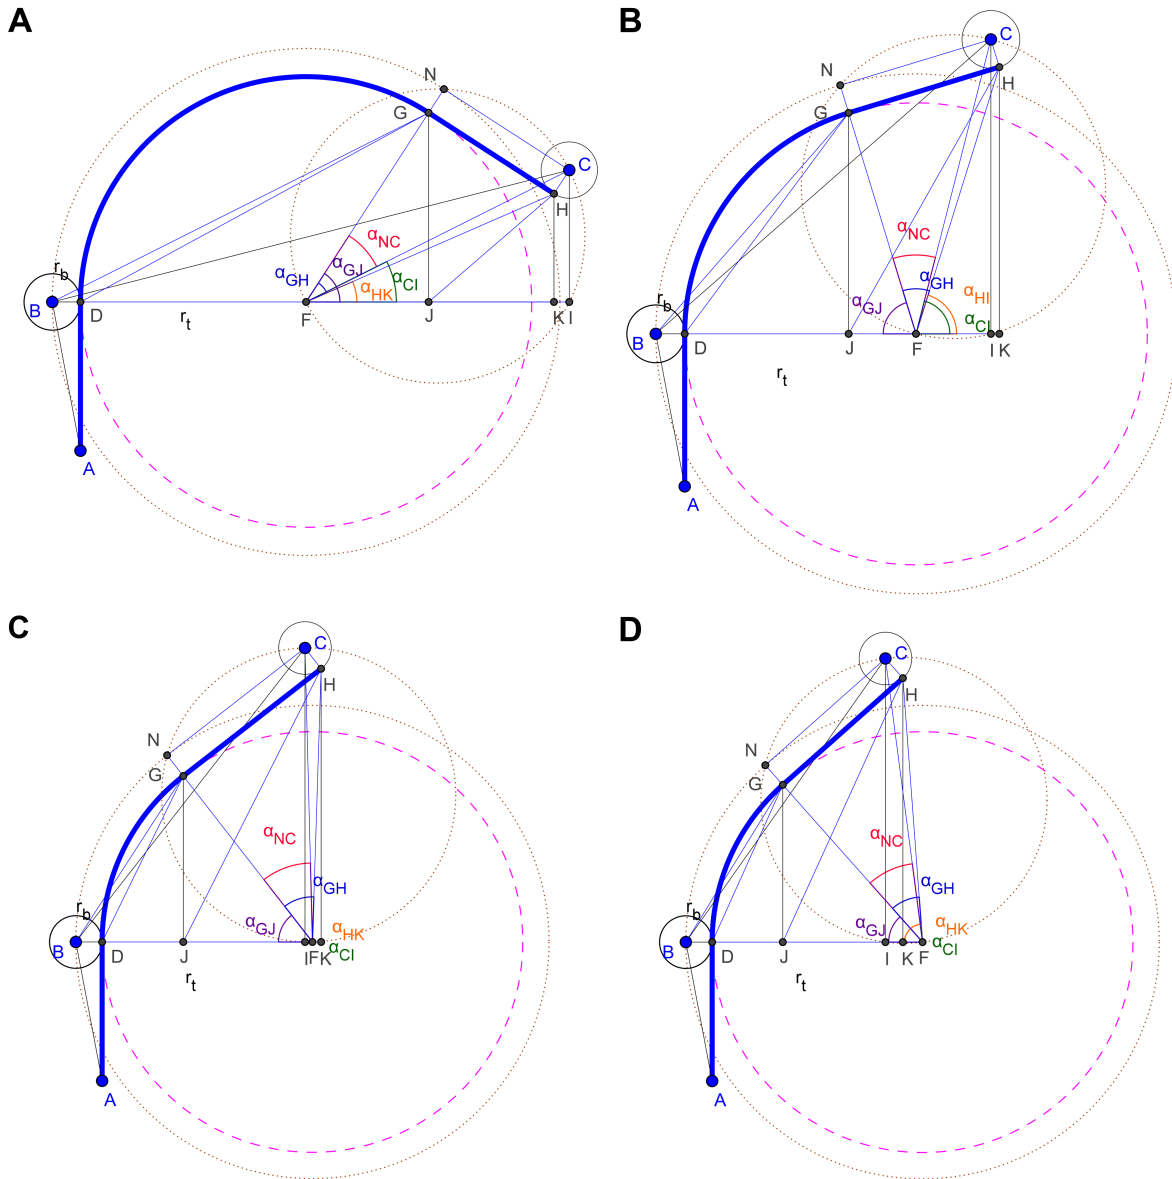 A
B
N
C
G
H
α_NC
α_GH
α_GJ
α_CI
α_HK
r_b
B
D
r_t
F
J
K
I
A
C
N
H
G
α_NC
α_GH
α_HI
α_GJ
α_CI
r_b
B
D
J
F
I
K
r_t
A
C
D
C
H
N
G
α_NC
α_GH
α_GJ
α_HK
α_CI
r_b
B
D
J
I
F
K
r_t
A
C
H
N
G
α_NC
α_GH
α_GJ
α_HK
α_CI
r_b
B
D
J
I
K
F
r_t
A